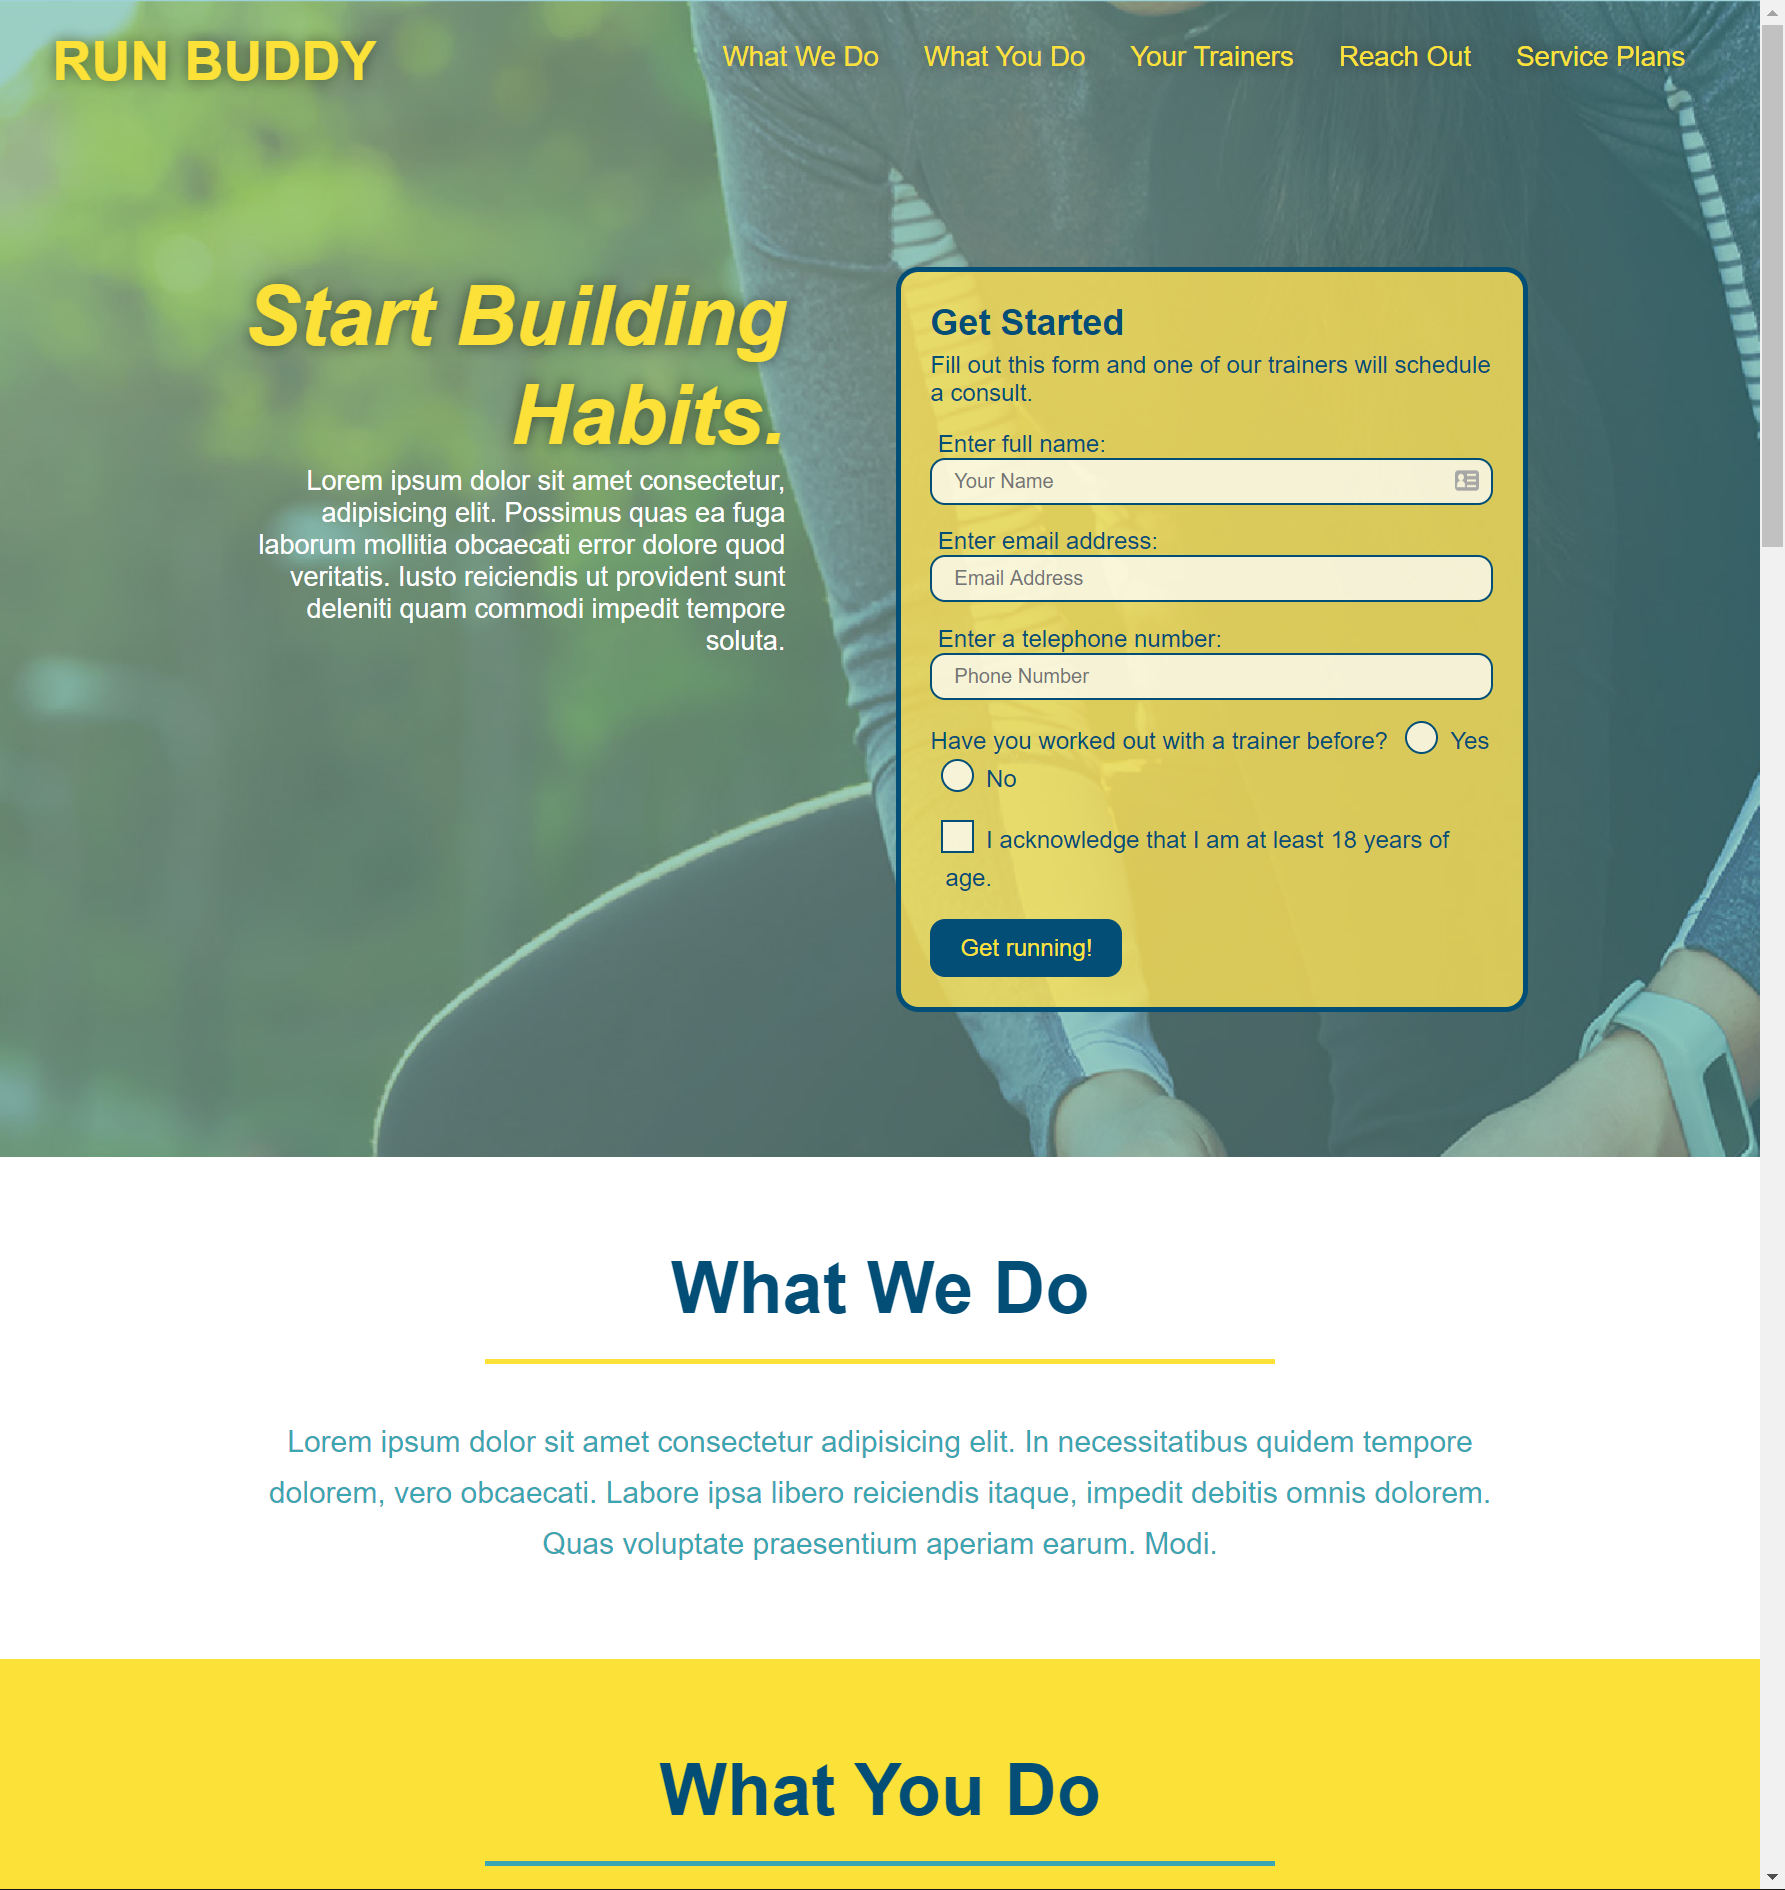 RUN BUDDY
What We Do What You Do Your Trainers Reach Out Service Plans
Start Building
Habits.
Lorem ipsum dolor sit amet consectetur,
adipisicing elit. Possimus quas ea fuga
laborum mollitia obcaecati error dolore quod
veritatis. Iusto reiciendis ut provident sunt
deleniti quam commodi impedit tempore
soluta.
Get Started
Fill out this form and one of our trainers will schedule
a consult.
Enter full name:
Your Name
Enter email address:
Email Address
Enter a telephone number:
Phone Number
Have you worked out with a trainer before? Yes
No
I acknowledge that I am at least 18 years of
age.
Get running!
What We Do
Lorem ipsum dolor sit amet consectetur adipisicing elit. In necessitatibus quidem tempore
dolorem, vero obcaecati. Labore ipsa libero reiciendis itaque, impedit debitis omnis dolorem.
Quas voluptate praesentium aperiam earum. Modi.
What You Do